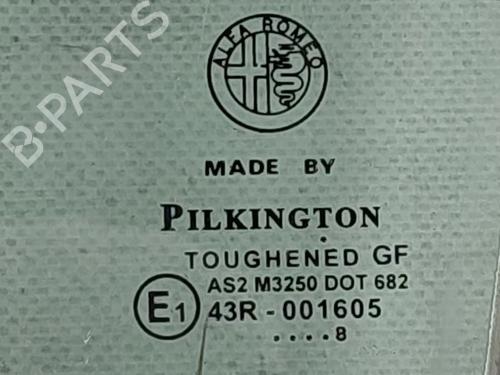 B-PARTS
ALFA ROMEO
MADE BY
PILKINGTON
TOUGHENED GF
AS2 M3250 DOT 682
E1 43R - 001605
....8